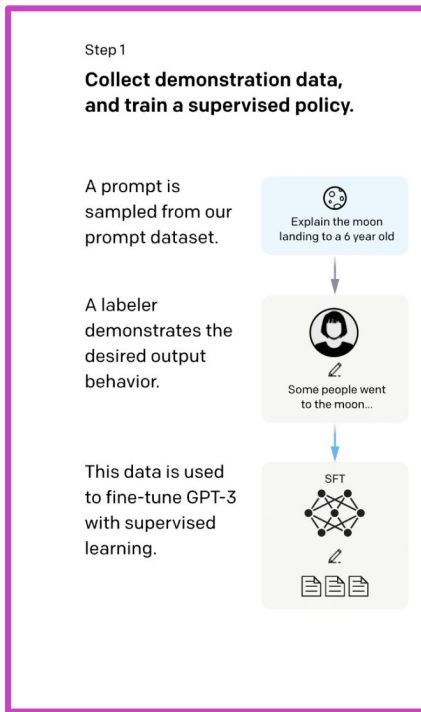 Step 1
Collect demonstration data,
and train a supervised policy.
A prompt is
sampled from our
prompt dataset.
Explain the moon
landing to a 6 year old
A labeler
demonstrates the
desired output
behavior.
Some people went
to the moon...
This data is used
to fine-tune GPT-3
with supervised
learning.
SFT